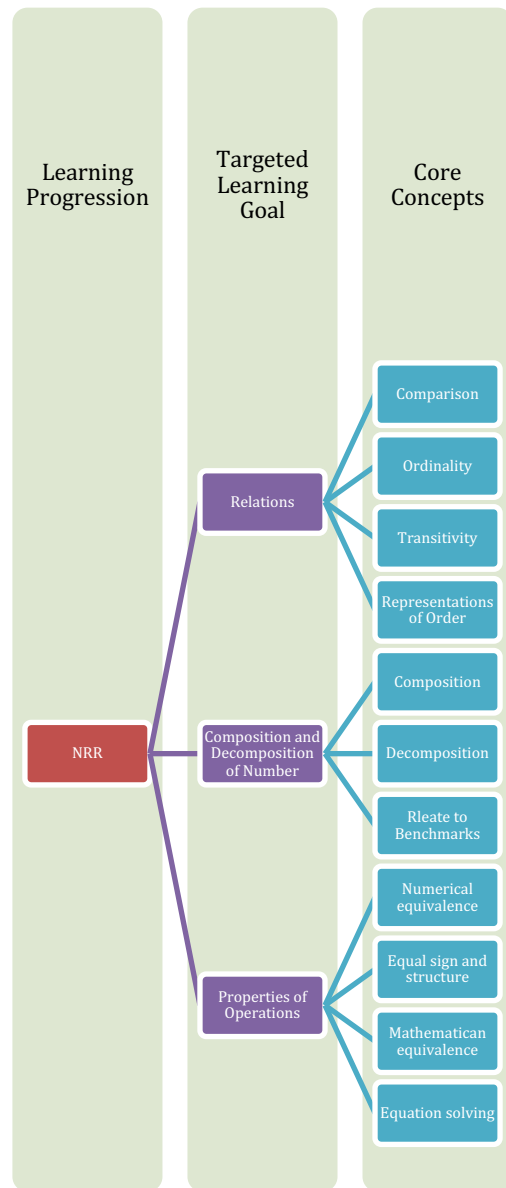 Learning
Progression
Targeted
Learning
Goal
Core
Concepts
NRR
Relations
Comparison
Ordinality
Transitivity
Representations
of Order
Composition and
Decomposition
of Number
Composition
Decomposition
Rleate to
Benchmarks
Properties of
Operations
Numerical
equivalence
Equal sign and
structure
Mathematican
equivalence
Equation solving